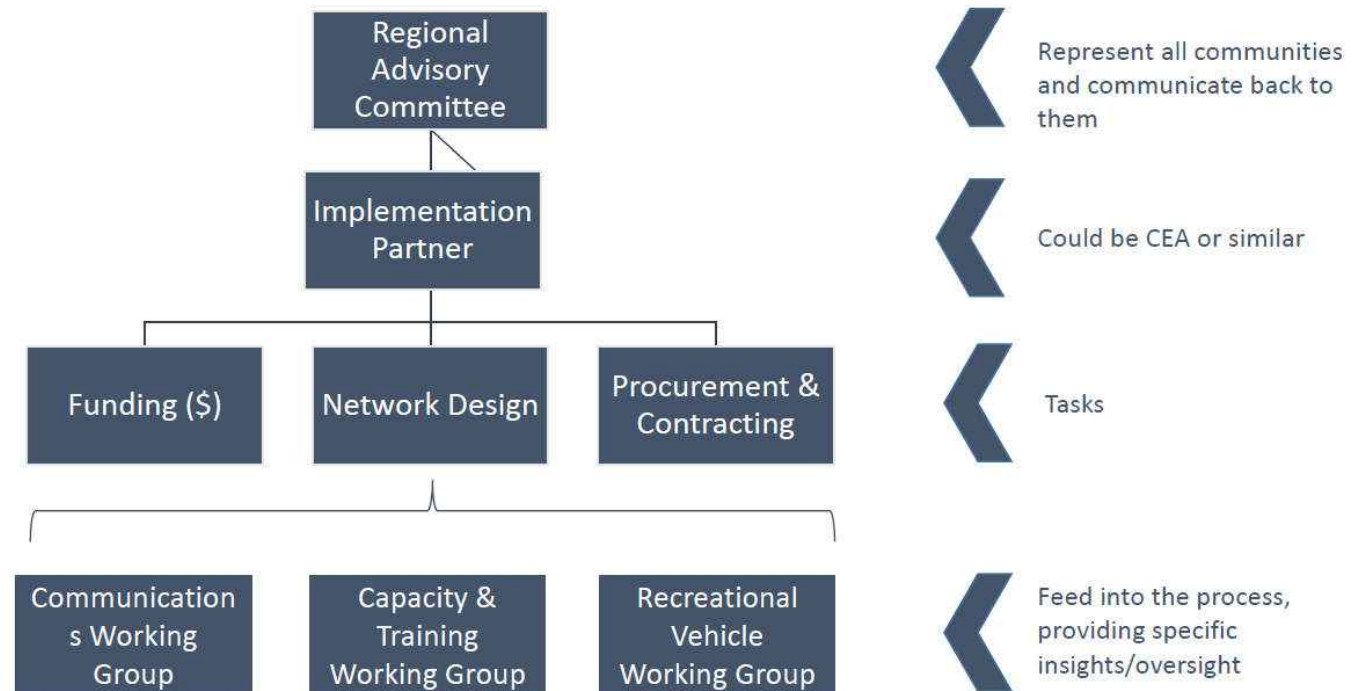 Regional
Advisory
Committee
Represent all communities
and communicate back to
them
Implementation
Partner
Could be CEA or similar
Funding ($)
Network Design
Procurement &
Contracting
Tasks
Communication
s Working
Group
Capacity &
Training
Working Group
Recreational
Vehicle
Working Group
Feed into the process,
providing specific
insights/oversight